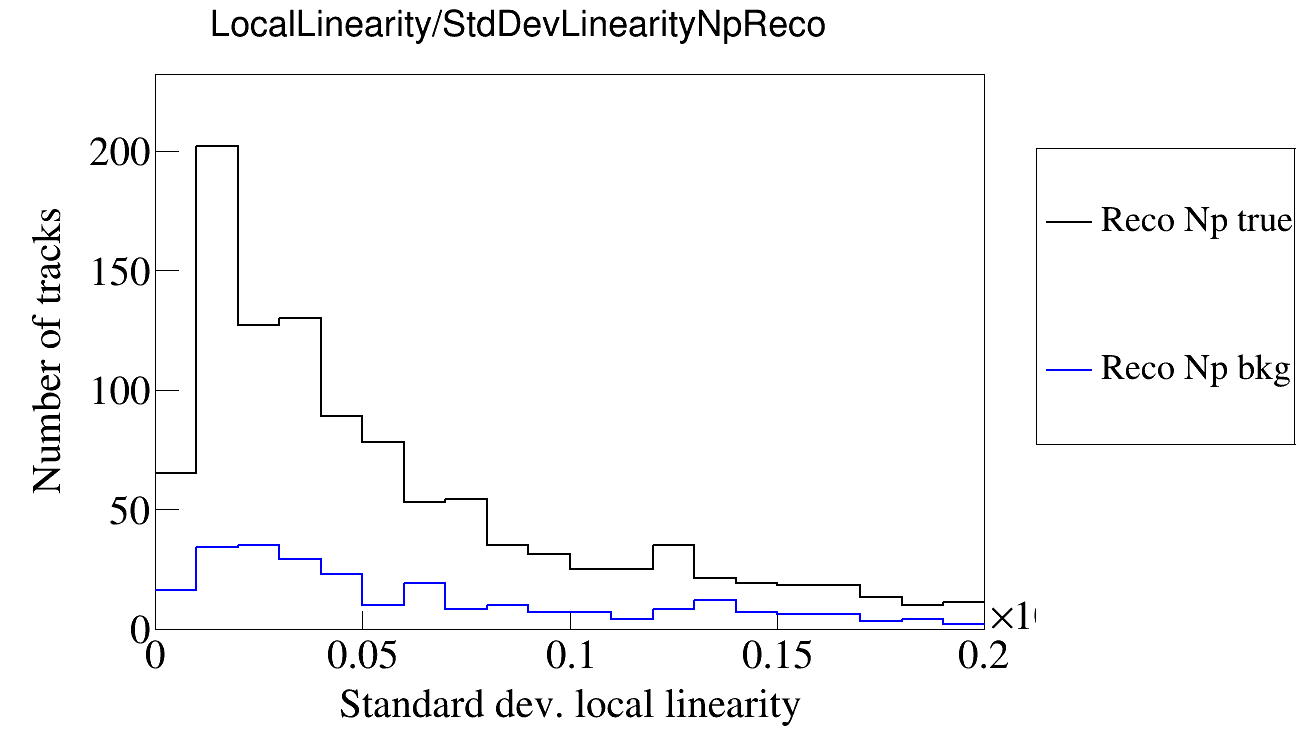 LocalLinearity/StdDevLinearityNpReco
Number of tracks
200
150
100
50
0
0 0.05 0.1 0.15 0.2
Standard dev. local linearity
Reco Np true
Reco Np bkg